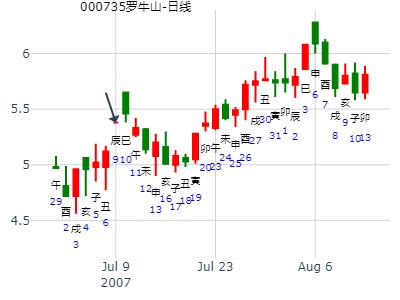 000735罗牛山-日线
6
5.5
5
4.5
午
29
酉
2
戌
3
亥
4
子
5
丑
6
辰
9
巳
10
午
11
未
12
申
13
亥
16
子
17
丑
18
寅
19
卯
20
午
23
未
24
申
25
酉
26
戌
27
丑
30
寅
31
卯
1
辰
2
巳
3
申
6
酉
7
戌
8
亥
9
子
10
卯
13
Jul 9
2007
Jul 23
Aug 6